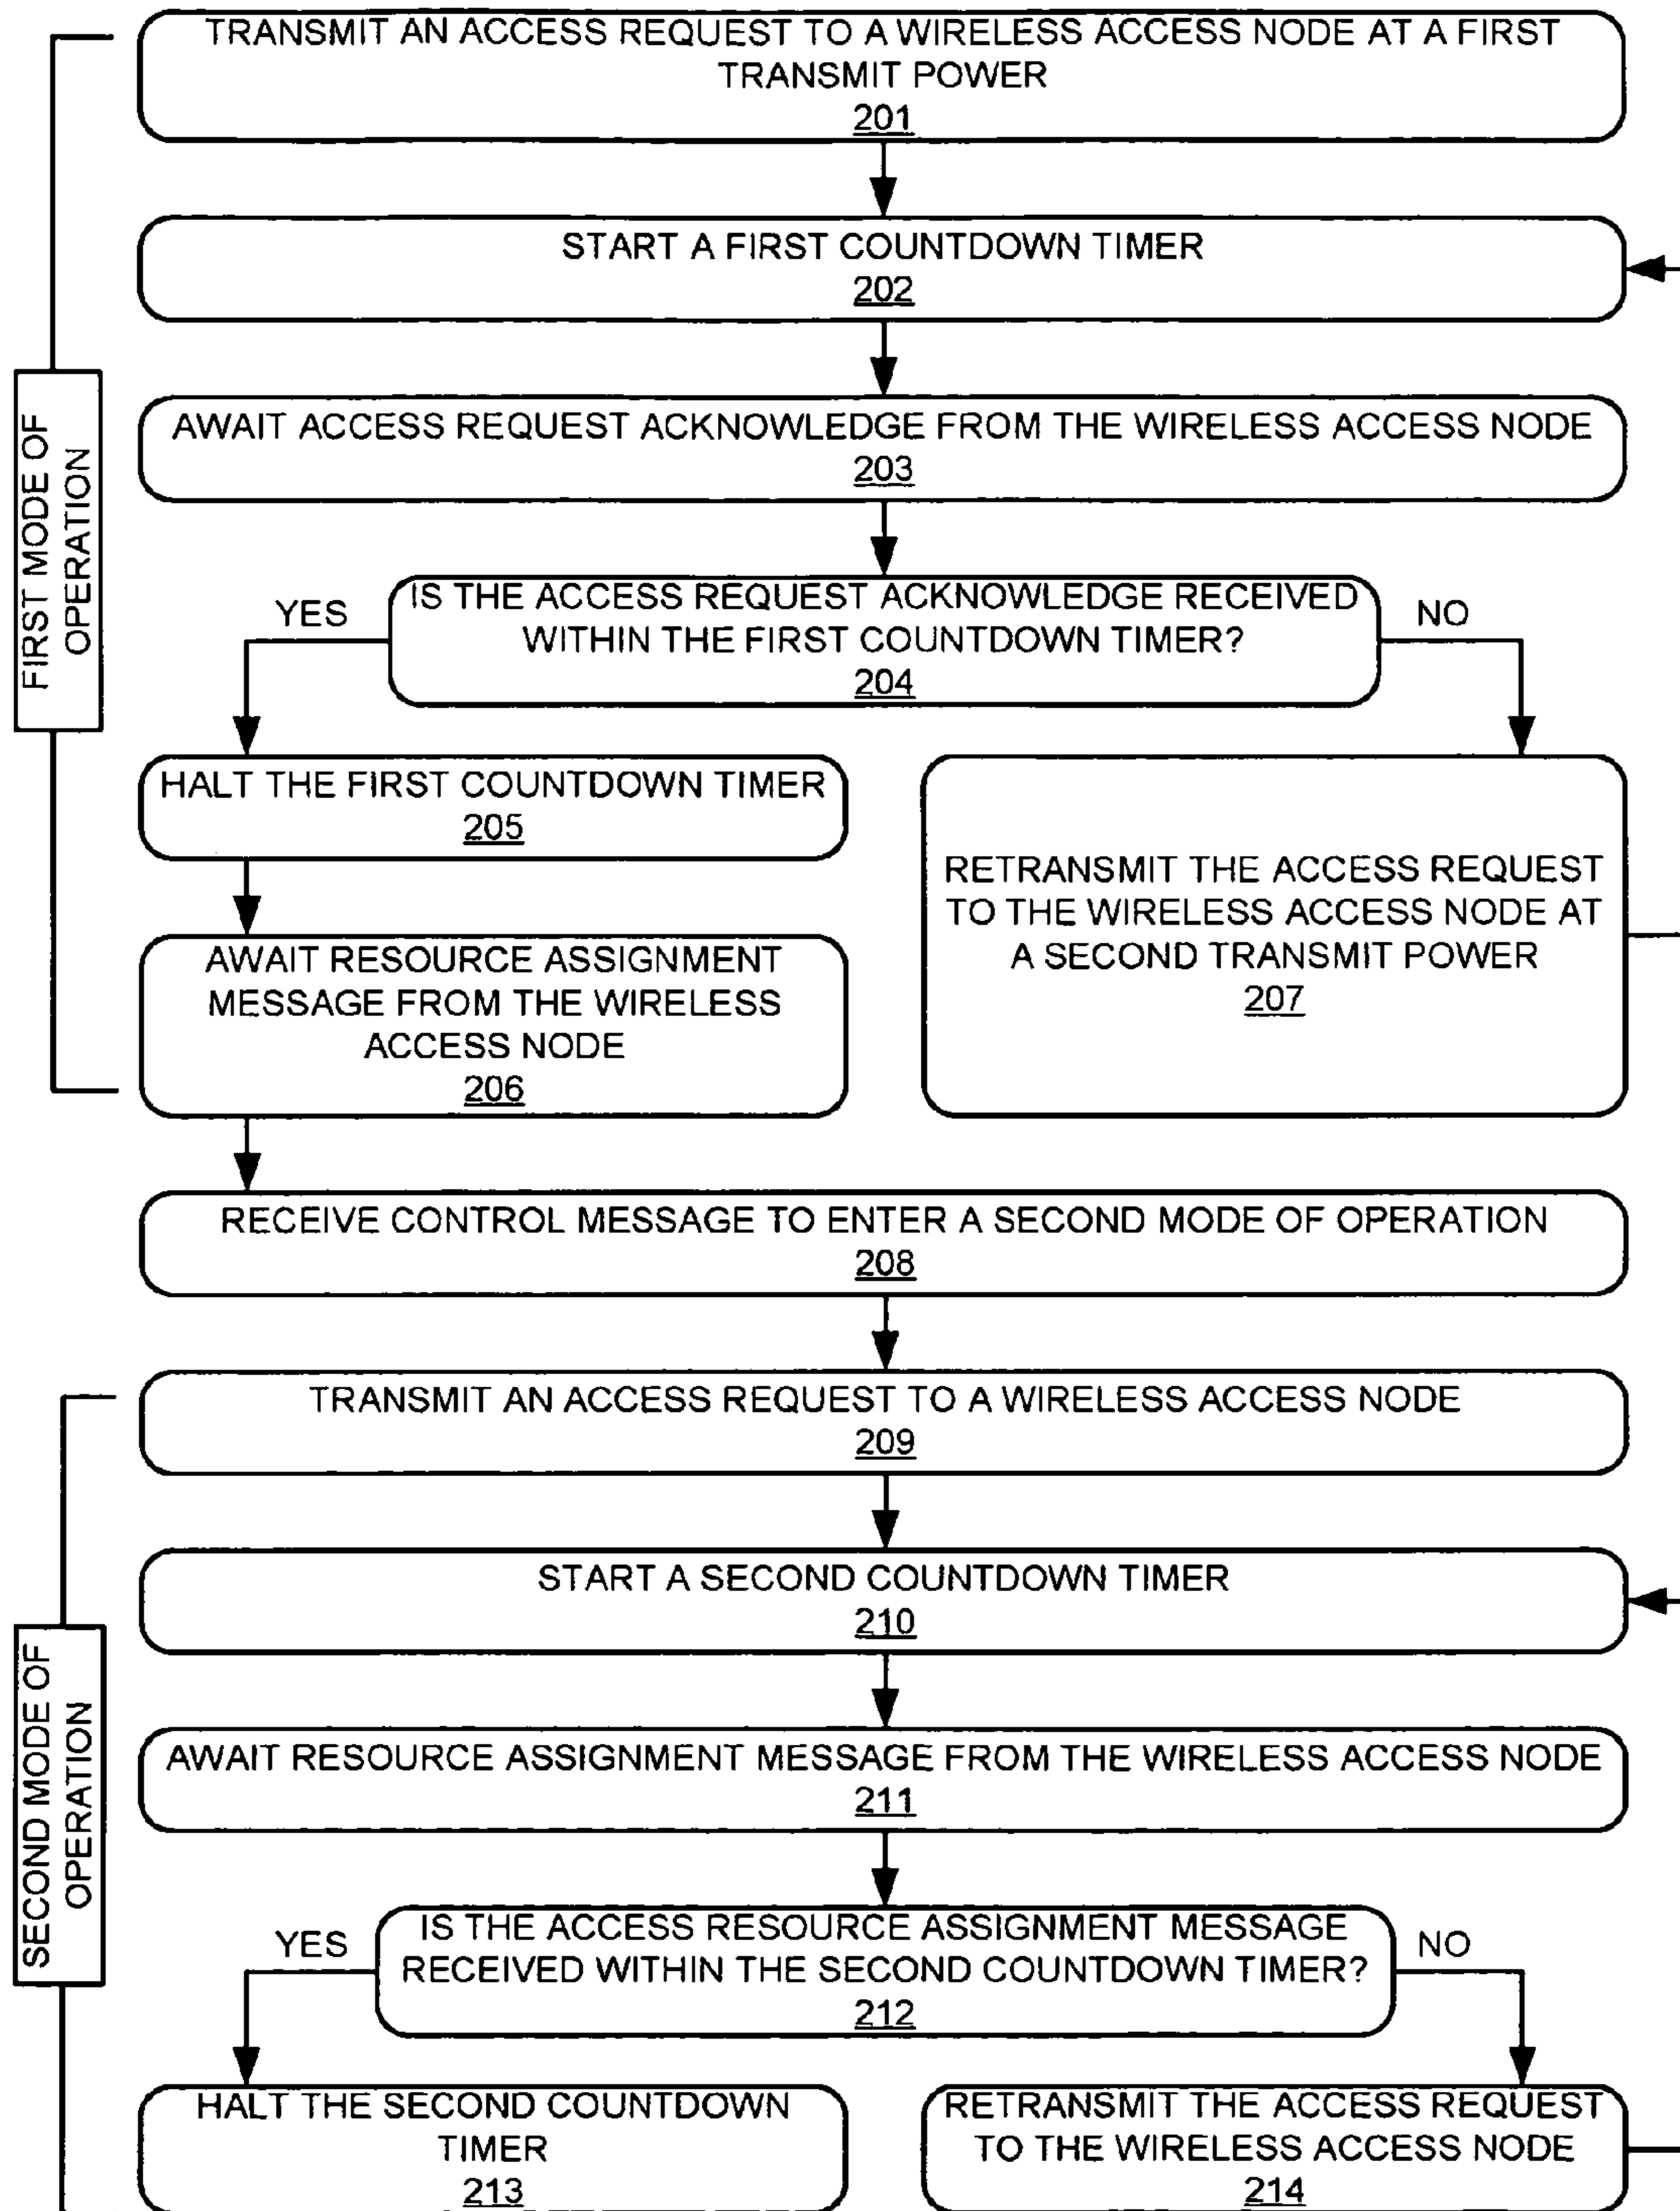 TRANSMIT AN ACCESS REQUEST TO A WIRELESS ACCESS NODE AT A FIRST
TRANSMIT POWER
201
START A FIRST COUNTDOWN TIMER
202
AWAIT ACCESS REQUEST ACKNOWLEDGE FROM THE WIRELESS ACCESS NODE
203
FIRST MODE OF
OPERATION
YES
IS THE ACCESS REQUEST ACKNOWLEDGE RECEIVED
WITHIN THE FIRST COUNTDOWN TIMER?
204
NO
HALT THE FIRST COUNTDOWN TIMER
205
AWAIT RESOURCE ASSIGNMENT
MESSAGE FROM THE WIRELESS
ACCESS NODE
206
RETRANSMIT THE ACCESS REQUEST
TO THE WIRELESS ACCESS NODE AT
A SECOND TRANSMIT POWER
207
RECEIVE CONTROL MESSAGE TO ENTER A SECOND MODE OF OPERATION
208
TRANSMIT AN ACCESS REQUEST TO A WIRELESS ACCESS NODE
209
START A SECOND COUNTDOWN TIMER
210
AWAIT RESOURCE ASSIGNMENT MESSAGE FROM THE WIRELESS ACCESS NODE
211
SECOND MODE OF
OPERATION
YES
IS THE ACCESS RESOURCE ASSIGNMENT MESSAGE
RECEIVED WITHIN THE SECOND COUNTDOWN TIMER?
212
NO
HALT THE SECOND COUNTDOWN
TIMER
213
RETRANSMIT THE ACCESS REQUEST
TO THE WIRELESS ACCESS NODE
214